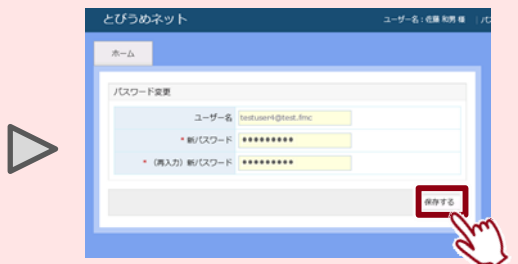 とびうめネット
ユーザー名：佐藤 和男 様 | パス
ホーム
パスワード変更
ユーザー名 testuser4@test.fmc
* 新パスワード ●●●●●●●●●
* （再入力）新パスワード ●●●●●●●●●
保存する